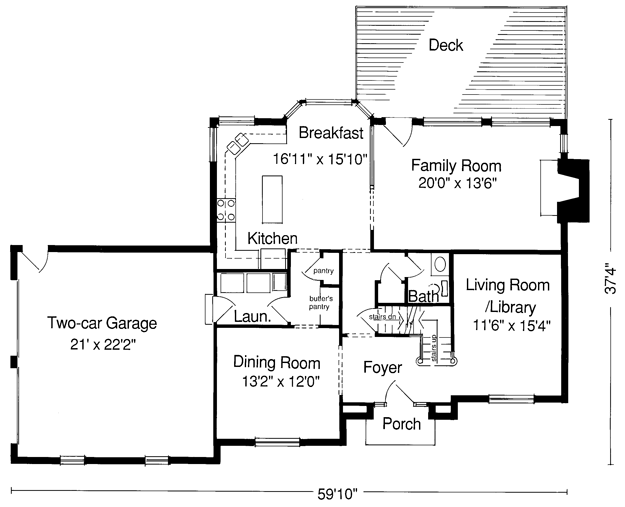 Deck
Breakfast
16'11" x 15'10"
Family Room
20'0" x 13'6"
Kitchen
pantry
butler's
pantry
Laun.
Bath
Living Room
/Library
11'6" x 15'4"
Two-car Garage
21' x 22'2"
stairs dn
stairs up
Dining Room
13'2" x 12'0"
Foyer
Porch
37'4"
59'10"